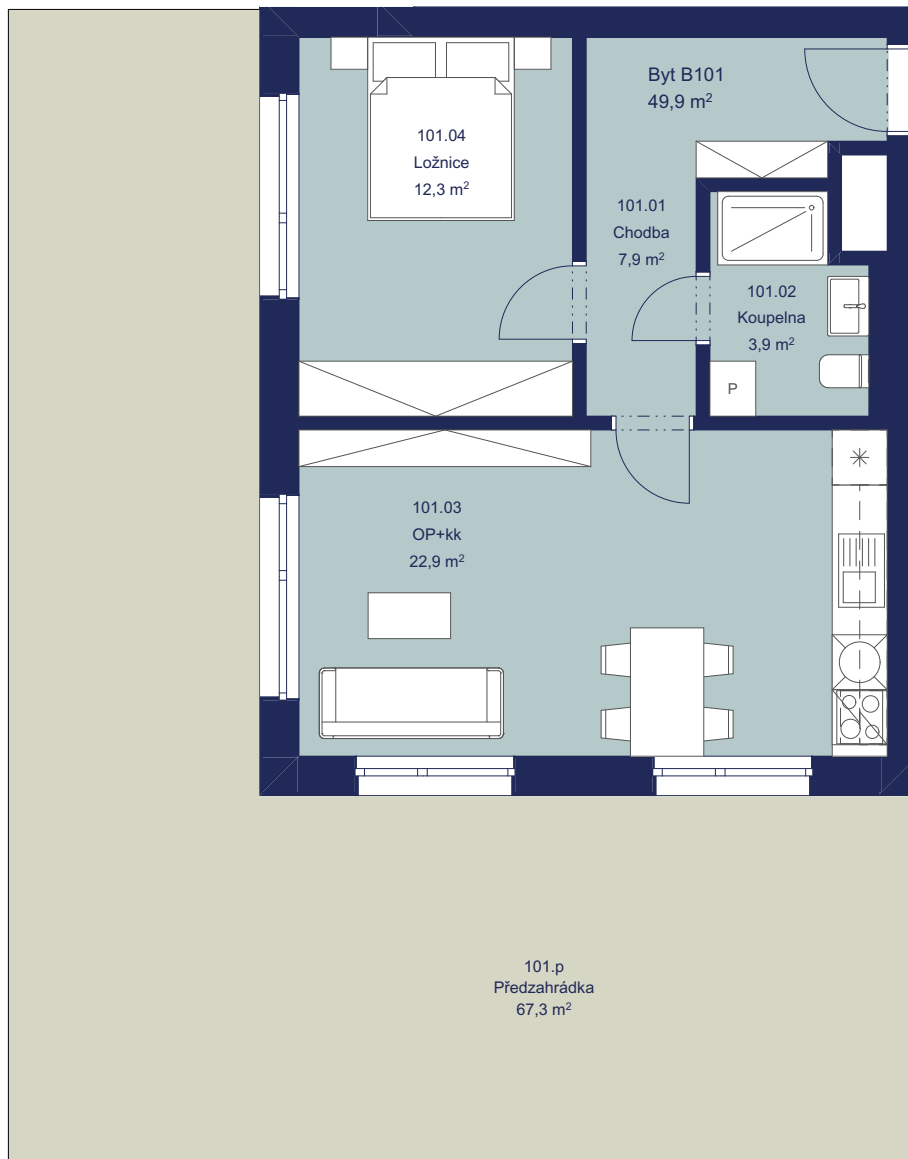 Byt B101
49,9 m²
101.04
Ložnice
12,3 m²
101.01
Chodba
7,9 m²
101.02
Koupelna
3,9 m²
P
101.03
OP+kk
22,9 m²
101.p
Předzahrádka
67,3 m²